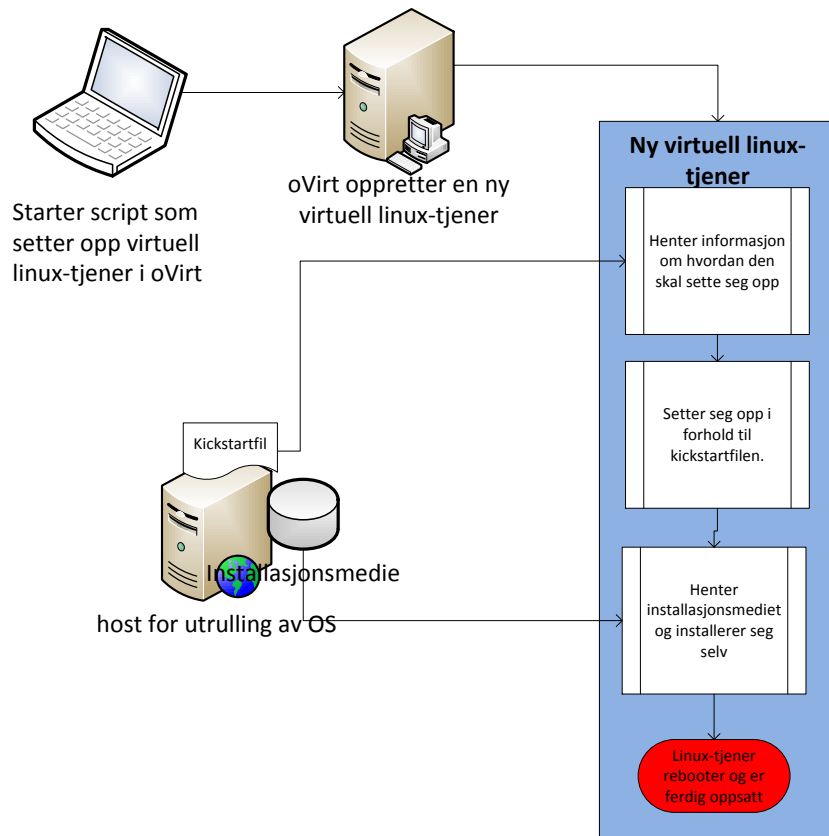 Starter script som
setter opp virtuell
linux-tjener i oVirt
oVirt oppretter en ny
virtuell linux-tjener
Ny virtuell linux-
tjener
Henter informasjon
om hvordan den
skal sette seg opp
Kickstartfil
Setter seg opp i
forhold til
kickstartfilen.
Installasjonsmedie
host for utrulling av OS
Henter
installasjonsmediet
og installerer seg
selv
Linux-tjener
rebooter og er
ferdig oppsatt